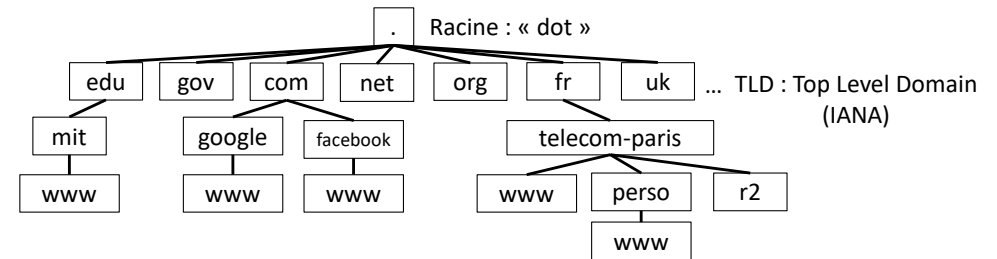 . Racine : « dot »
edu gov com net org fr uk ... TLD : Top Level Domain
(IANA)
mit google facebook telecom-paris
www www www www perso r2
www